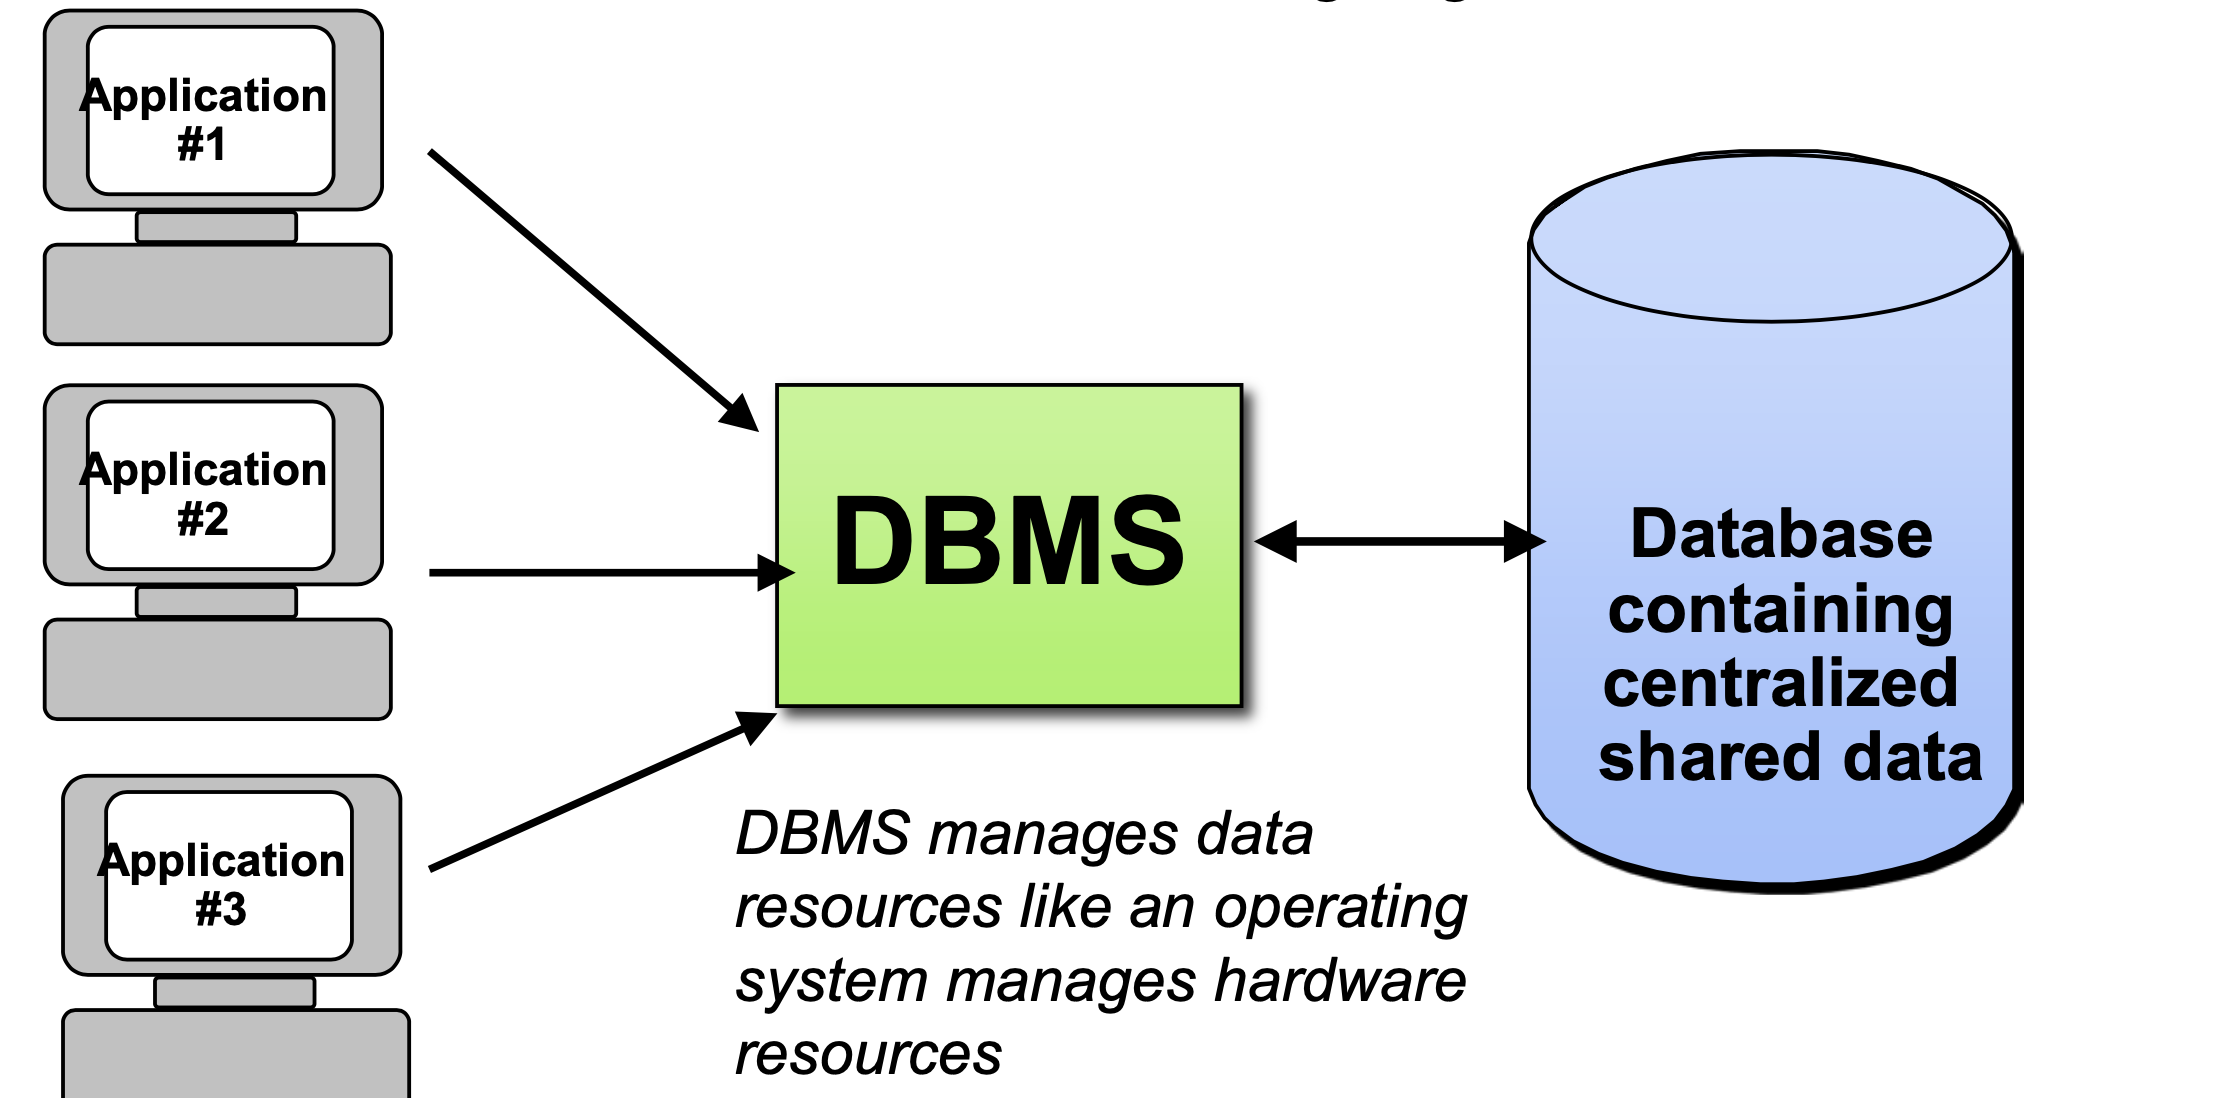 Application
#1
Application
#2
Application
#3
DBMS
Database
containing
centralized
shared data
DBMS manages data
resources like an operating
system manages hardware
resources